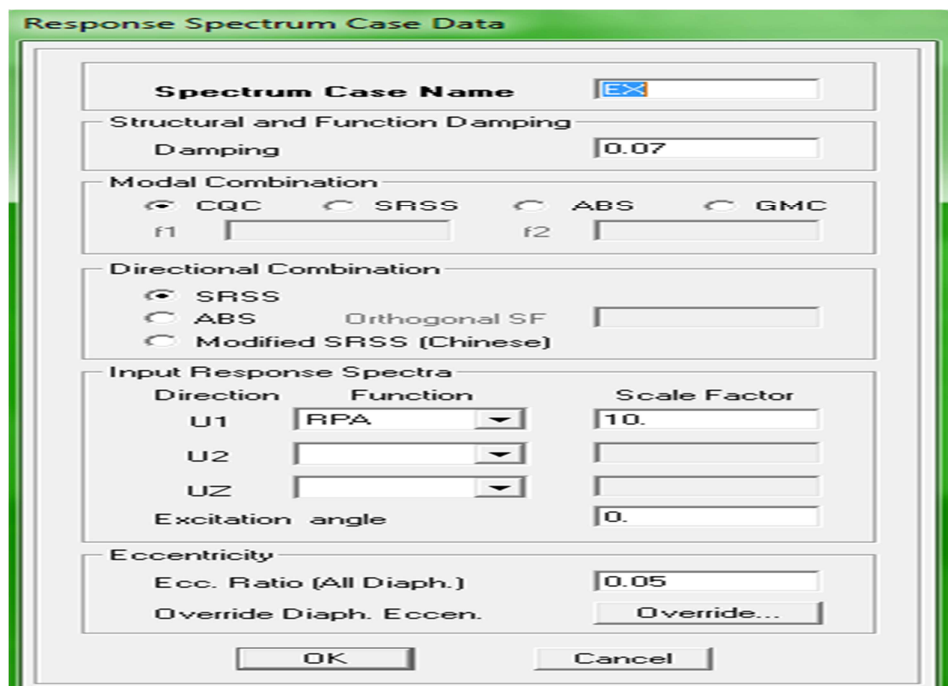 Response Spectrum Case Data
Spectrum Case Name EX
Structural and Function Damping
Damping 0.07
Modal Combination
CQC SRSS ABS GMC
f1 f2
Directional Combination
SRSS
ABS Orthogonal SF
Modified SRSS (Chinese)
Input Response Spectra
Direction Function Scale Factor
U1 RPA 10.
U2
UZ
Excitation angle 0.
Eccentricity
Ecc. Ratio (All Diaph.) 0.05
Override Diaph. Eccen. Override...
OK Cancel